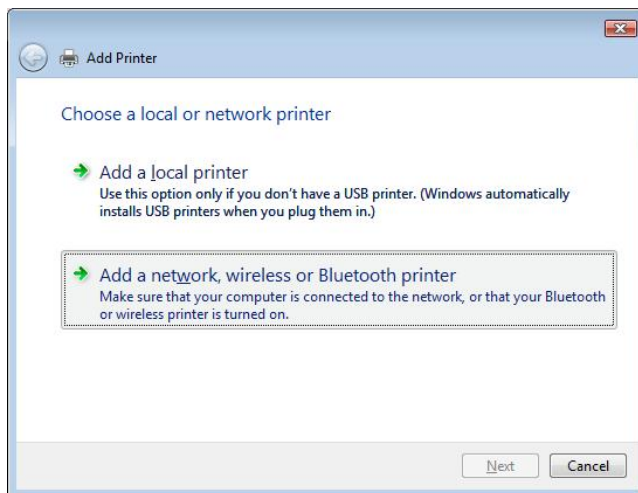 Add Printer
Choose a local or network printer
Add a local printer
Use this option only if you don't have a USB printer. (Windows automatically
installs USB printers when you plug them in.)
Add a network, wireless or Bluetooth printer
Make sure that your computer is connected to the network, or that your Bluetooth
or wireless printer is turned on.
Next
Cancel